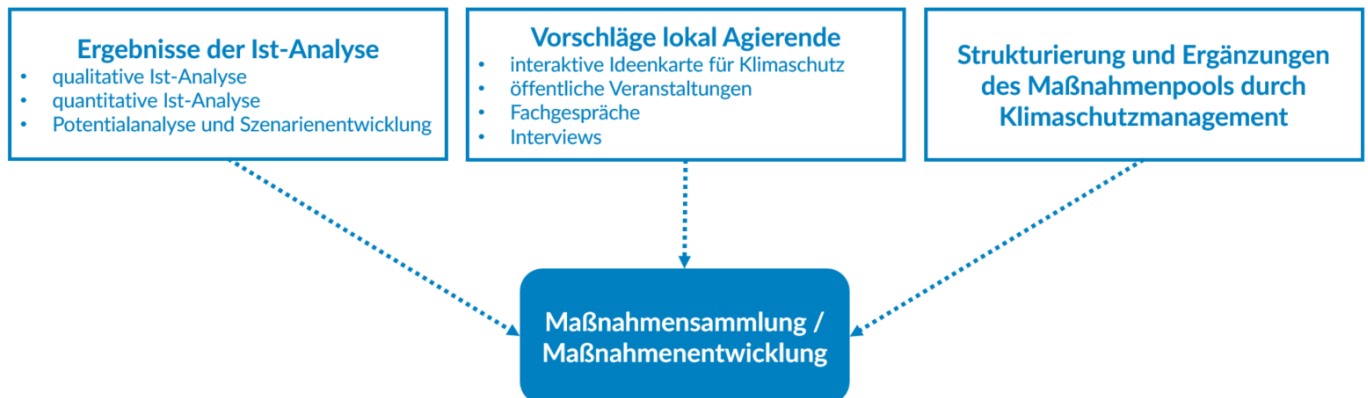 Ergebnisse der Ist-Analyse
• qualitative Ist-Analyse
• quantitative Ist-Analyse
• Potentialanalyse und Szenarienentwicklung
Vorschläge lokal Agierende
• interaktive Ideenkarte für Klimaschutz
• öffentliche Veranstaltungen
• Fachgespräche
• Interviews
Strukturierung und Ergänzungen
des Maßnahmenpools durch
Klimaschutzmanagement
Maßnahmensammlung /
Maßnahmenentwicklung